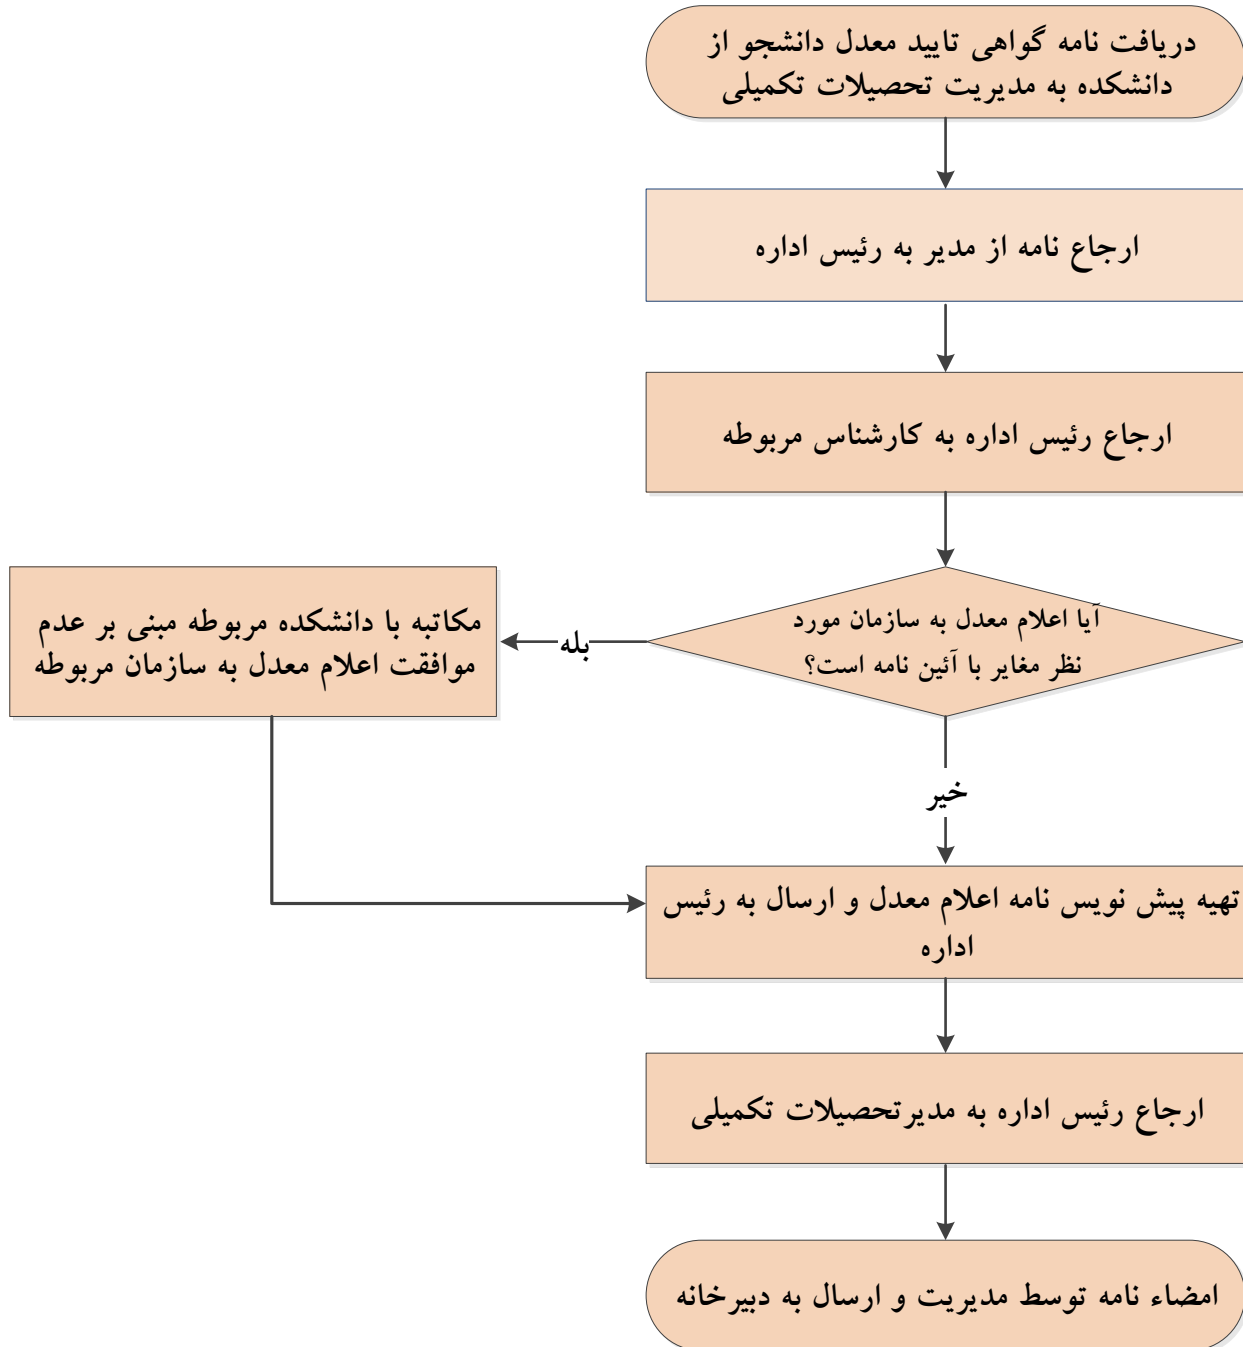 دریافت نامه گواهی تایید معدل دانشجو از
دانشکده به مدیریت تحصیلات تکمیلی
ارجاع نامه از مدیر به رئیس اداره
ارجاع رئیس اداره به کارشناس مربوطه
آیا اعلام معدل به سازمان مورد
نظر مغایر با آئین نامه است؟
بله
مکاتبه با دانشکده مربوطه مبنی بر عدم
موافقت اعلام معدل به سازمان مربوطه
خیر
تهیه پیش نویس نامه اعلام معدل و ارسال به رئیس
اداره
ارجاع رئیس اداره به مدیرتحصیلات تکمیلی
امضاء نامه توسط مدیریت و ارسال به دبیرخانه